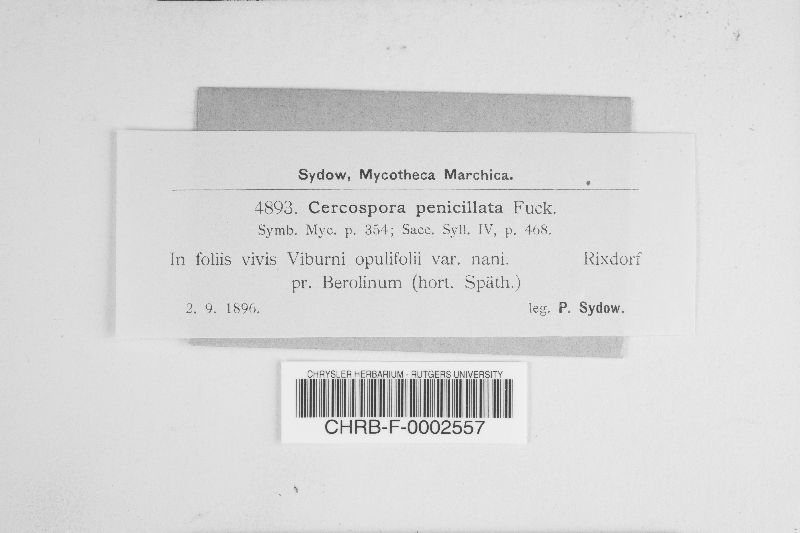 Sydow, Mycotheca Marchica.
4893. Cercospora penicillata Fuck.
Symb. Myc. p. 354; Sacc. Syll. IV, p. 468.
In foliis vivis Viburni opulifolii var. nani. Rixdorf
pr. Berolinum (hort. Späth.)
2. 9. 1896. leg. P. Sydow.
CHRYSLER HERBARIUM - RUTGERS UNIVERSITY
CHRB-F-0002557